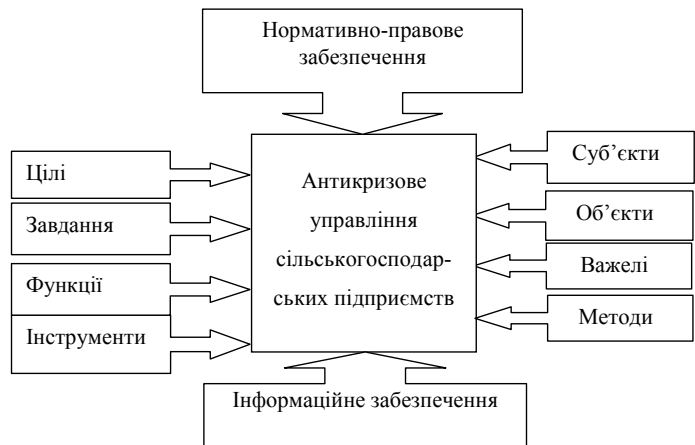 Нормативно-правове
забезпечення
Цілі
Завдання
Функції
Інструменти
Антикризове
управління
сільськогосподар-
ських підприємств
Суб’єкти
Об’єкти
Важелі
Методи
Інформаційне забезпечення